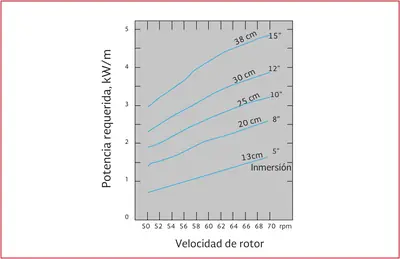 5
4
3
2
1
0
Potencia requerida, kW/m
38 cm 15"
30 cm 12"
25 cm 10"
20 cm 8"
13cm 5"
Inmersión
50 52 54 56 58 60 62 64 66 68 70 rpm
Velocidad de rotor